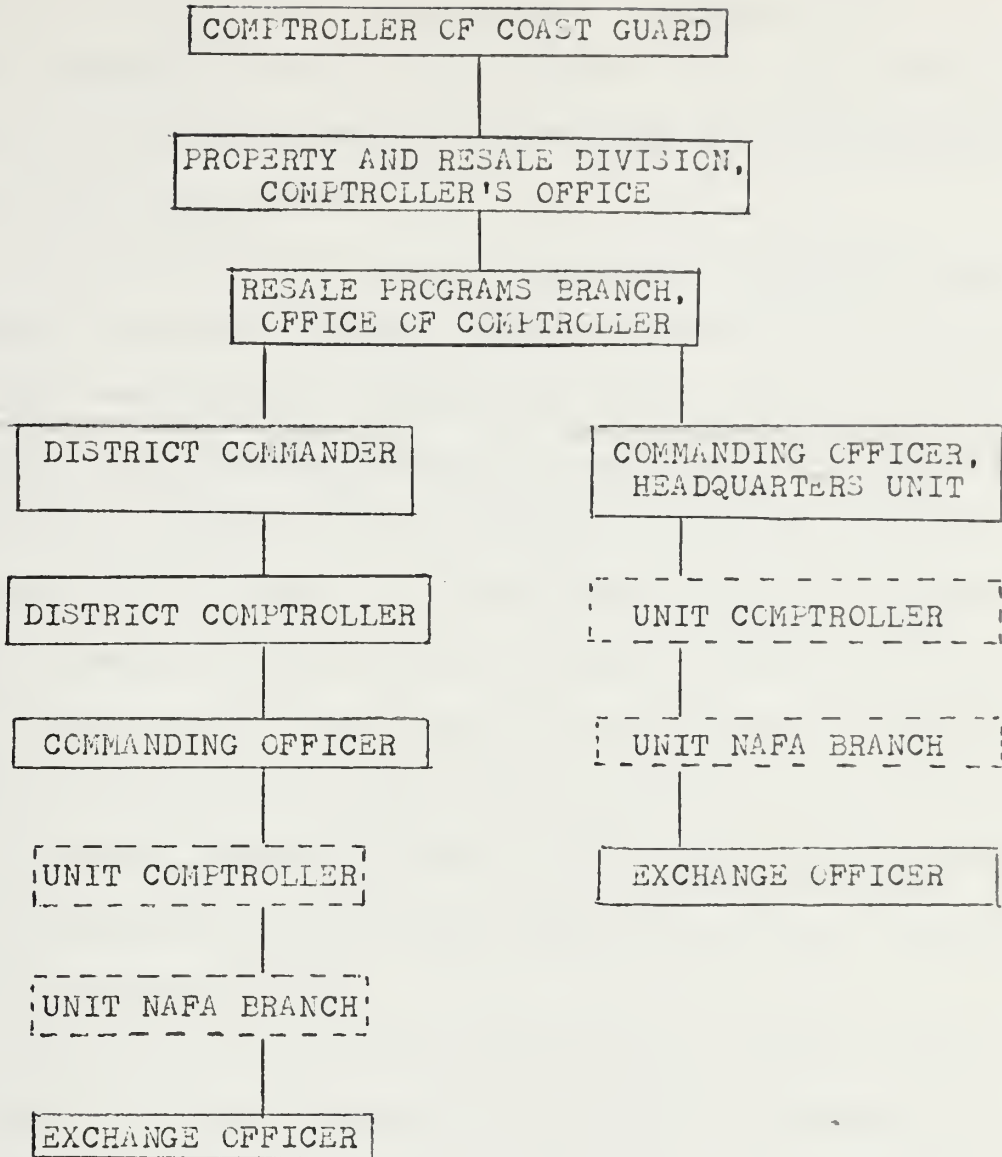 COMPTROLLER OF COAST GUARD
PROPERTY AND RESALE DIVISION,
COMPTROLLER'S OFFICE
RESALE PROGRAMS BRANCH,
OFFICE OF COMPTROLLER
DISTRICT COMMANDER
DISTRICT COMPTROLLER
COMMANDING OFFICER
UNIT COMPTROLLER
UNIT NAFA BRANCH
EXCHANGE OFFICER
COMMANDING OFFICER,
HEADQUARTERS UNIT
UNIT COMPTROLLER
UNIT NAFA BRANCH
EXCHANGE OFFICER